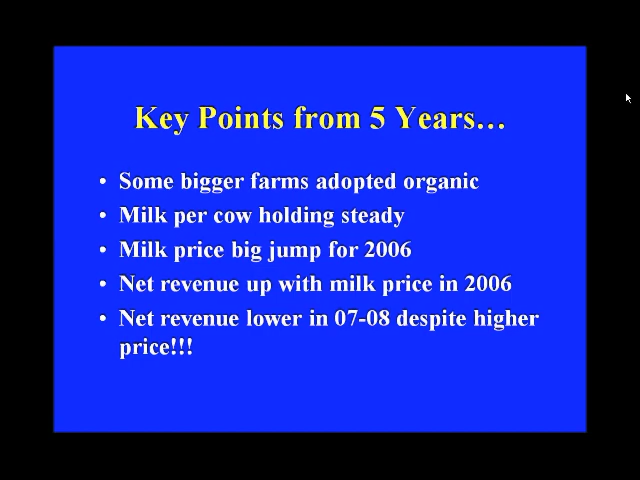 Key Points from 5 Years...
• Some bigger farms adopted organic
• Milk per cow holding steady
• Milk price big jump for 2006
• Net revenue up with milk price in 2006
• Net revenue lower in 07-08 despite higher
price!!!